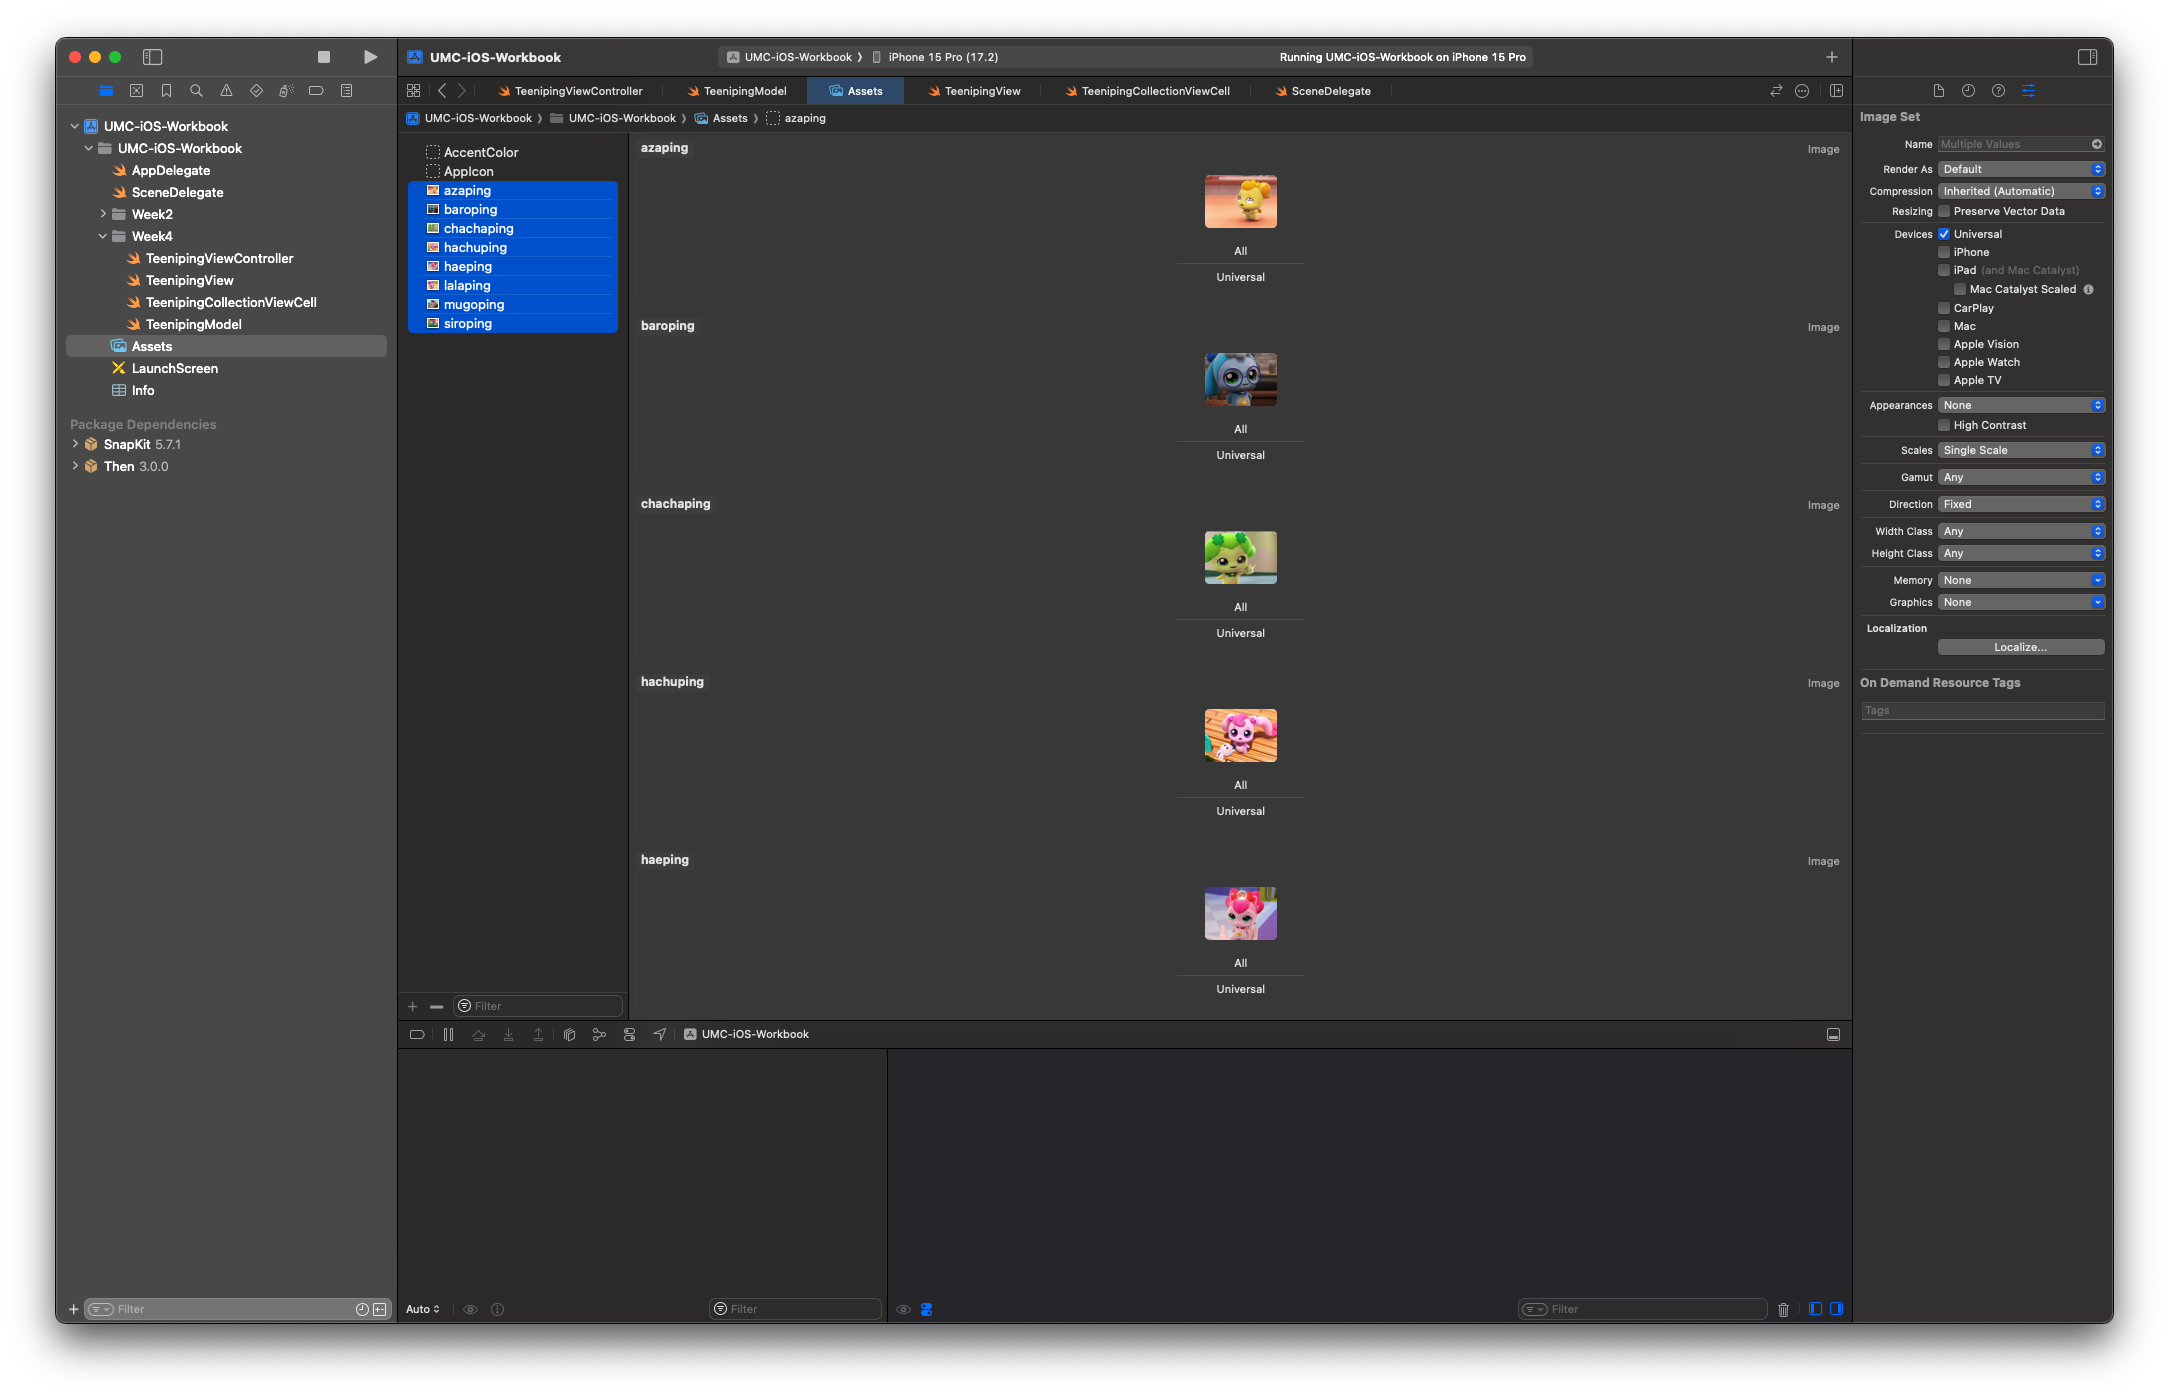 UMC-iOS-Workbook
UMC-iOS-Workbook
AppDelegate
SceneDelegate
Week2
Week4
TeenipingViewController
TeenipingView
TeenipingCollectionViewCell
TeenipingModel
Assets
LaunchScreen
Info
Package Dependencies
SnapKit 5.7.1
Then 3.0.0
Filter
UMC-iOS-Workbook
UMC-iOS-Workbook 〉 iPhone 15 Pro (17.2)
Running UMC-iOS-Workbook on iPhone 15 Pro
TeenipingViewController
TeenipingModel
Assets
TeenipingView
TeenipingCollectionViewCell
SceneDelegate
UMC-iOS-Workbook 〉 UMC-iOS-Workbook 〉 Assets 〉 azaping
AccentColor
AppIcon
azaping
baroping
chachaping
hachuping
haeping
lalaping
mugoping
siroping
Filter
azaping
Image
All
Universal
baroping
Image
All
Universal
chachaping
Image
All
Universal
hachuping
Image
All
Universal
haeping
Image
All
Universal
UMC-iOS-Workbook
Auto
Filter
Filter
Image Set
Name Multiple Values
Render As Default
Compression Inherited (Automatic)
Resizing Preserve Vector Data
Devices Universal
iPhone
iPad (and Mac Catalyst)
Mac Catalyst Scaled
CarPlay
Mac
Apple Vision
Apple Watch
Apple TV
Appearances None
High Contrast
Scales Single Scale
Gamut Any
Direction Fixed
Width Class Any
Height Class Any
Memory None
Graphics None
Localization
Localize...
On Demand Resource Tags
Tags